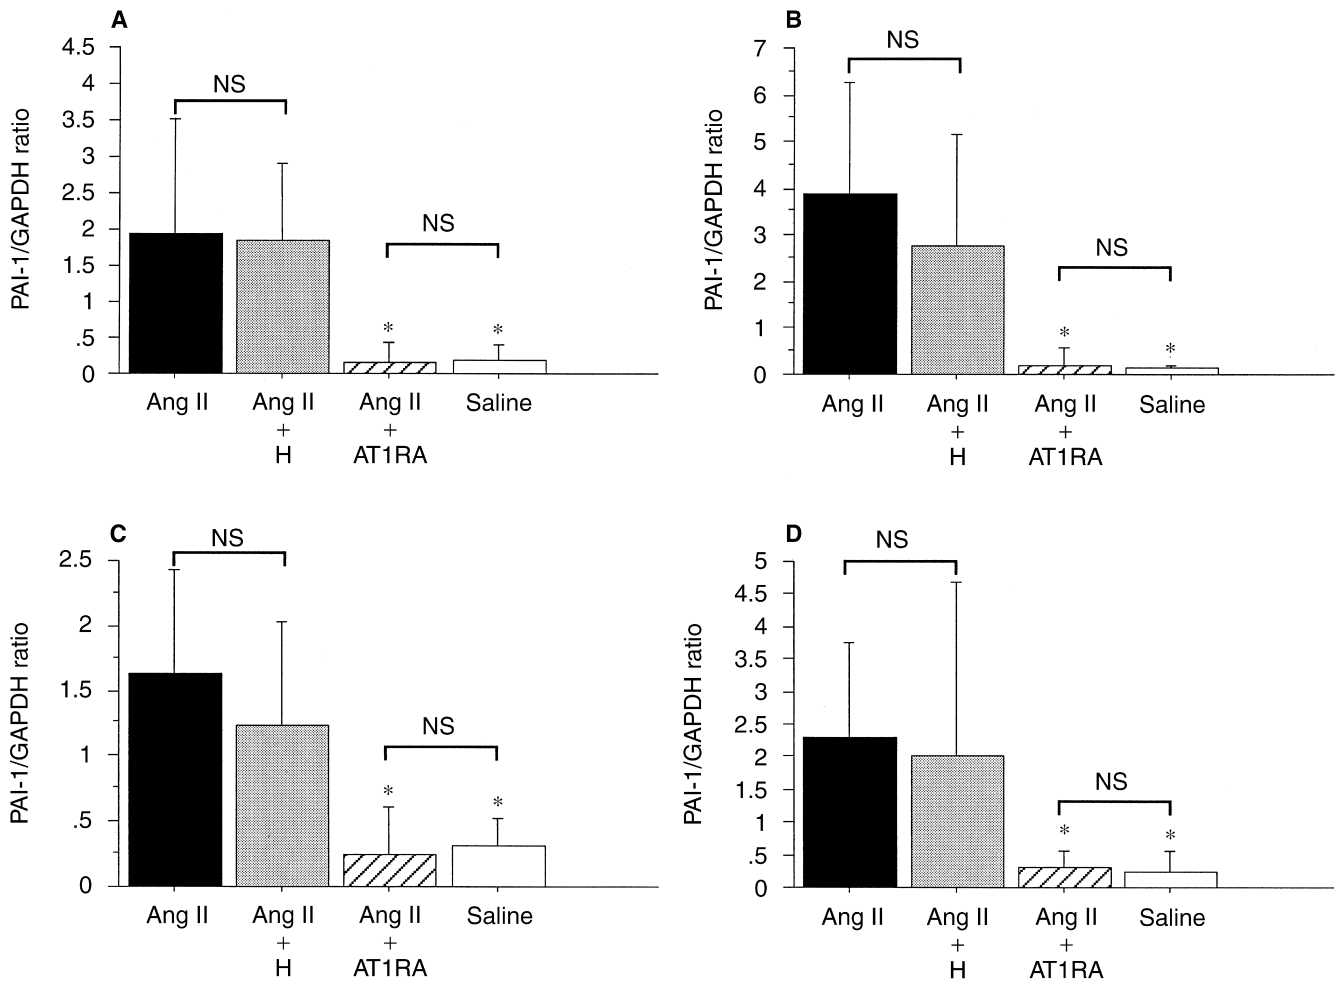 A
4.5
4
3.5
3
2.5
2
1.5
1
.5
0
PAI-1/GAPDH ratio
NS
NS
*
*
Ang II
Ang II
+
H
Ang II
+
AT1RA
Saline
B
7
6
5
4
3
2
1
0
PAI-1/GAPDH ratio
NS
NS
*
*
Ang II
Ang II
+
H
Ang II
+
AT1RA
Saline
C
2.5
2
1.5
1
.5
0
PAI-1/GAPDH ratio
NS
NS
*
*
Ang II
Ang II
+
H
Ang II
+
AT1RA
Saline
D
5
4.5
4
3.5
3
2.5
2
1.5
1
.5
0
PAI-1/GAPDH ratio
NS
NS
*
*
Ang II
Ang II
+
H
Ang II
+
AT1RA
Saline